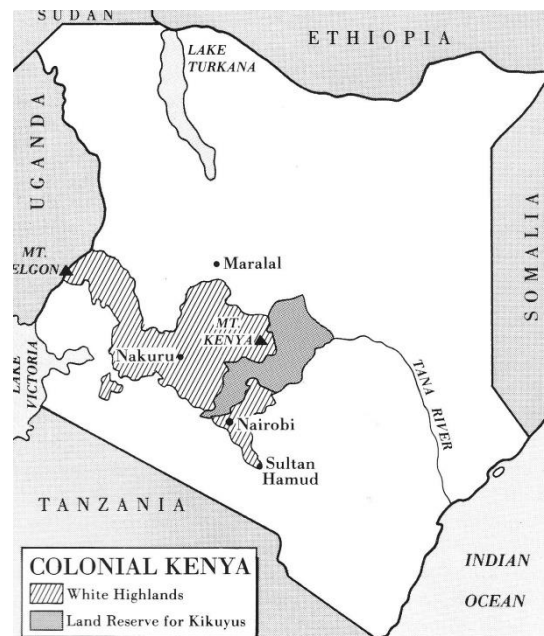 SUDAN
ETHIOPIA
LAKE
TURKANA
UGANDA
SOMALIA
MT.
ELGON
Maralal
MT.
KENYA
Nakuru
LAKE
VICTORIA
TANA RIVER
Nairobi
Sultan
Hamud
TANZANIA
INDIAN
OCEAN
COLONIAL KENYA
White Highlands
Land Reserve for Kikuyus